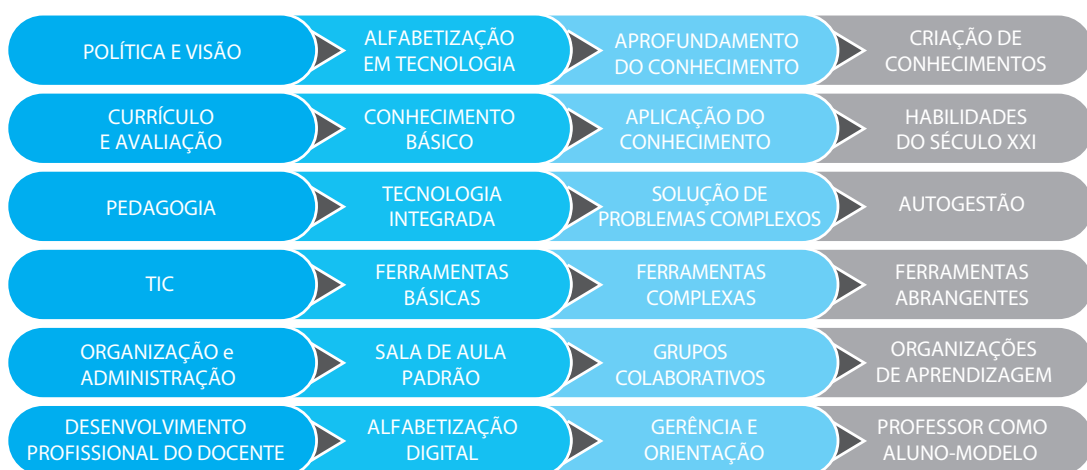 POLÍTICA E VISÃO
ALFABETIZAÇÃO
EM TECNOLOGIA
APROFUNDAMENTO
DO CONHECIMENTO
CRIAÇÃO DE
CONHECIMENTOS
CURRÍCULO
E AVALIAÇÃO
CONHECIMENTO
BÁSICO
APLICAÇÃO DO
CONHECIMENTO
HABILIDADES
DO SÉCULO XXI
PEDAGOGIA
TECNOLOGIA
INTEGRADA
SOLUÇÃO DE
PROBLEMAS COMPLEXOS
AUTOGESTÃO
TIC
FERRAMENTAS
BÁSICAS
FERRAMENTAS
COMPLEXAS
FERRAMENTAS
ABRANGENTES
ORGANIZAÇÃO e
ADMINISTRAÇÃO
SALA DE AULA
PADRÃO
GRUPOS
COLABORATIVOS
ORGANIZAÇÕES
DE APRENDIZAGEM
DESENVOLVIMENTO
PROFISSIONAL DO DOCENTE
ALFABETIZAÇÃO
DIGITAL
GERÊNCIA E
ORIENTAÇÃO
PROFESSOR COMO
ALUNO-MODELO